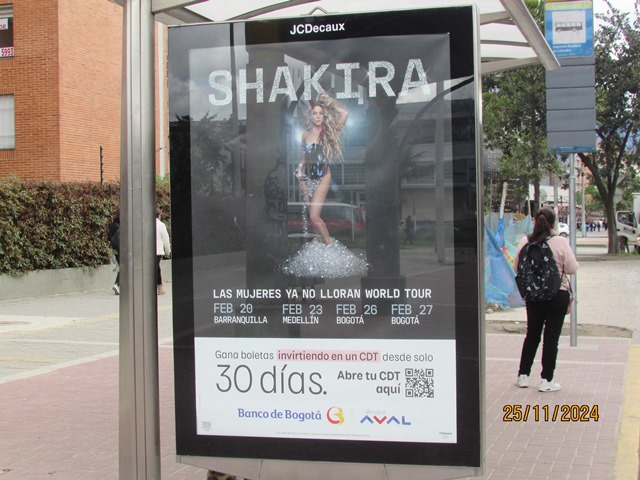 JCDecaux
SHAKIRA
LAS MUJERES YA NO LLORAN WORLD TOUR
FEB 20 FEB 23 FEB 26 FEB 27
BARRANQUILLA MEDELLÍN BOGOTÁ BOGOTÁ
Gana boletas invirtiendo en un CDT desde solo
30 días.
Abre tu CDT
aquí
Banco de Bogotá
GRUPO
AVAL
25/11/2024